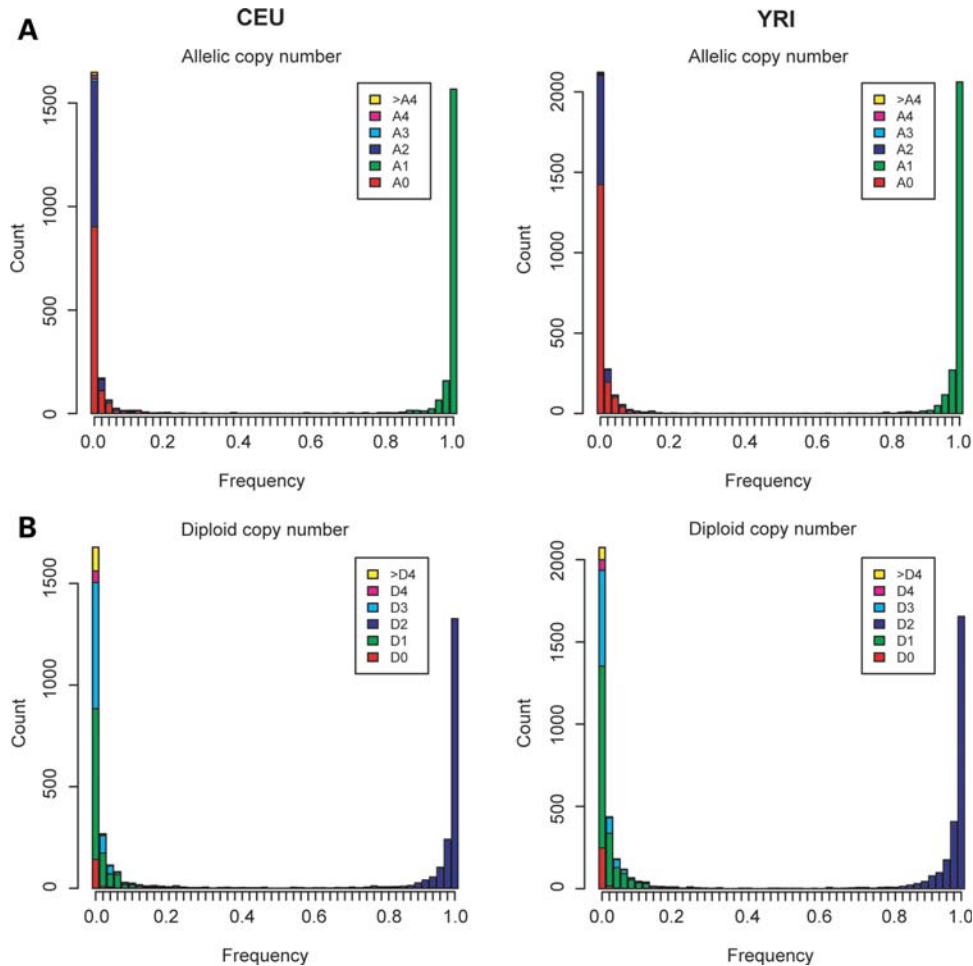 CEU
YRI
A
Allelic copy number
Allelic copy number
1500
1000
500
0
Count
>A4
A4
A3
A2
A1
A0
0.0 0.2 0.4 0.6 0.8 1.0
Frequency
2000
1500
1000
500
0
Count
>A4
A4
A3
A2
A1
A0
0.0 0.2 0.4 0.6 0.8 1.0
Frequency
B
Diploid copy number
Diploid copy number
1500
1000
500
0
Count
>D4
D4
D3
D2
D1
D0
0.0 0.2 0.4 0.6 0.8 1.0
Frequency
2000
1500
1000
500
0
Count
>D4
D4
D3
D2
D1
D0
0.0 0.2 0.4 0.6 0.8 1.0
Frequency